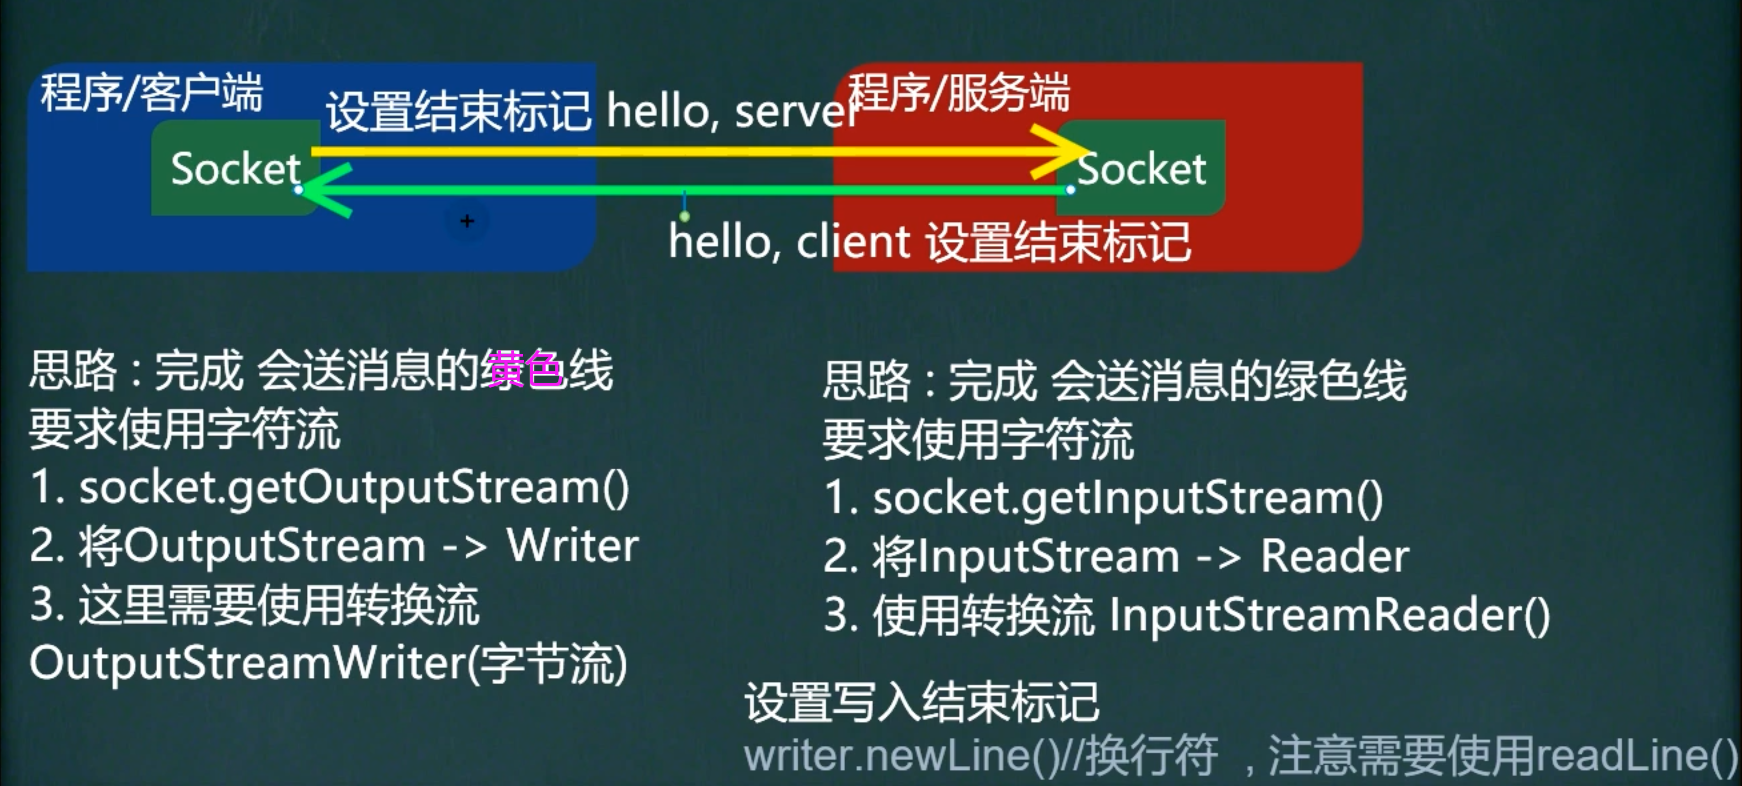 程序/客户端
设置结束标记 hello, server
程序/服务端
Socket
Socket
hello, client 设置结束标记
思路 : 完成 会送消息的黄色线
要求使用字符流
1. socket.getOutputStream()
2. 将OutputStream -> Writer
3. 这里需要使用转换流
OutputStreamWriter(字节流)
思路 : 完成 会送消息的绿色线
要求使用字符流
1. socket.getInputStream()
2. 将InputStream -> Reader
3. 使用转换流 InputStreamReader()
设置写入结束标记
writer.newLine()//换行符 , 注意需要使用readLine()